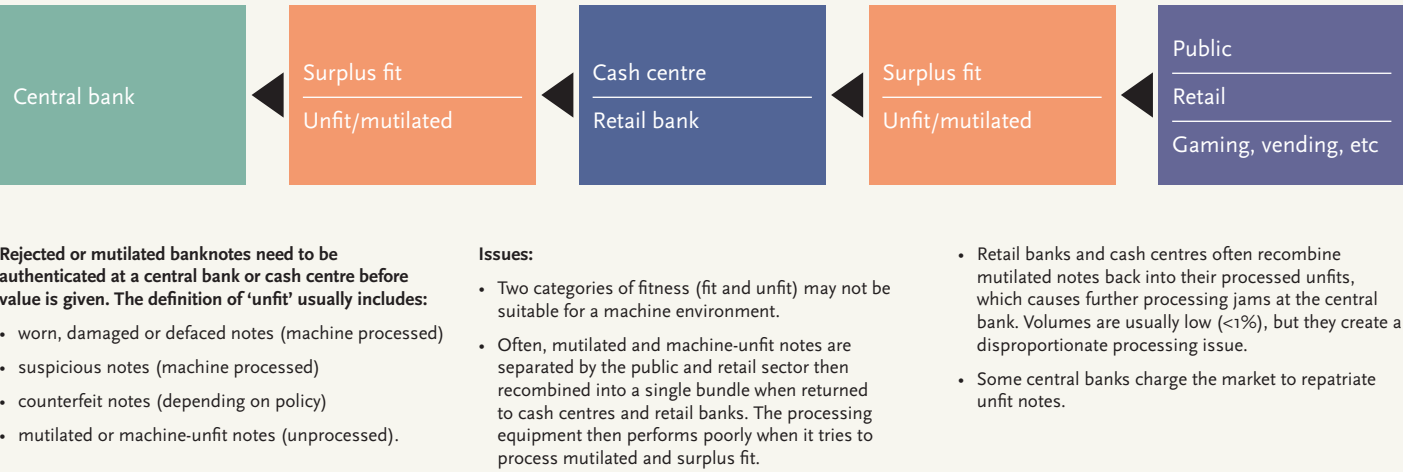 Central bank
Surplus fit
Unfit/mutilated
Cash centre
Retail bank
Surplus fit
Unfit/mutilated
Public
Retail
Gaming, vending, etc
Rejected or mutilated banknotes need to be
authenticated at a central bank or cash centre before
value is given. The definition of ‘unfit’ usually includes:
• worn, damaged or defaced notes (machine processed)
• suspicious notes (machine processed)
• counterfeit notes (depending on policy)
• mutilated or machine-unfit notes (unprocessed).
Issues:
• Two categories of fitness (fit and unfit) may not be
suitable for a machine environment.
• Often, mutilated and machine-unfit notes are
separated by the public and retail sector then
recombined into a single bundle when returned
to cash centres and retail banks. The processing
equipment then performs poorly when it tries to
process mutilated and surplus fit.
• Retail banks and cash centres often recombine
mutilated notes back into their processed unfits,
which causes further processing jams at the central
bank. Volumes are usually low (<1%), but they create a
disproportionate processing issue.
• Some central banks charge the market to repatriate
unfit notes.